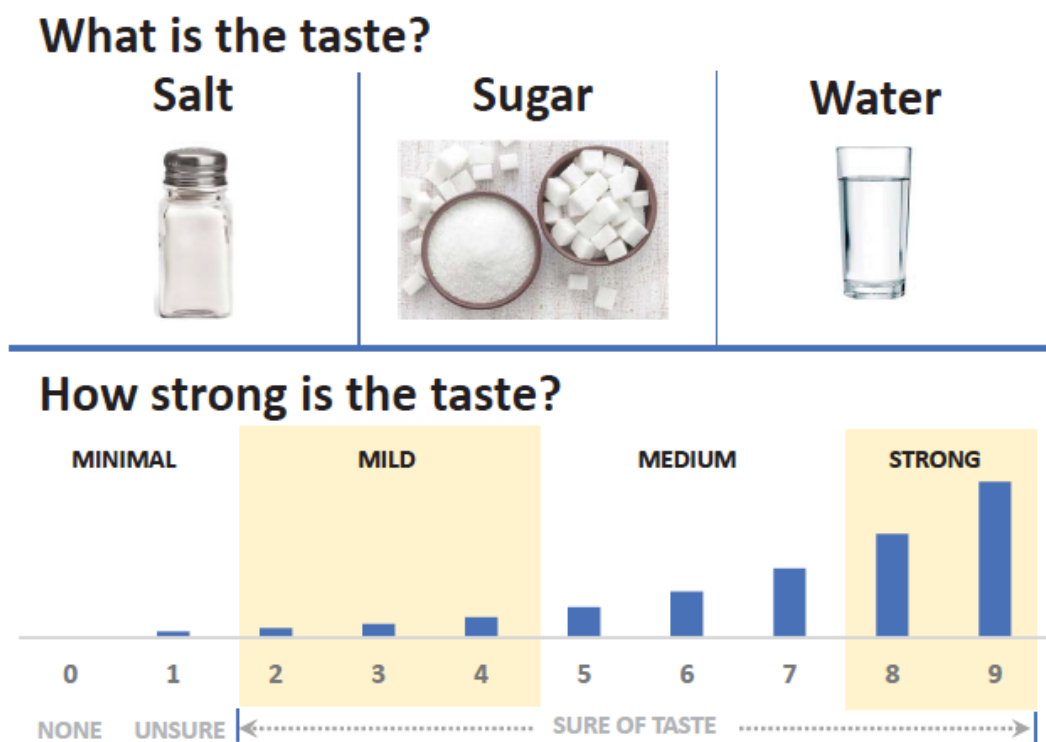 What is the taste?
Salt Sugar Water
How strong is the taste?
MINIMAL MILD MEDIUM STRONG
0 1 2 3 4 5 6 7 8 9
NONE UNSURE SURE OF TASTE